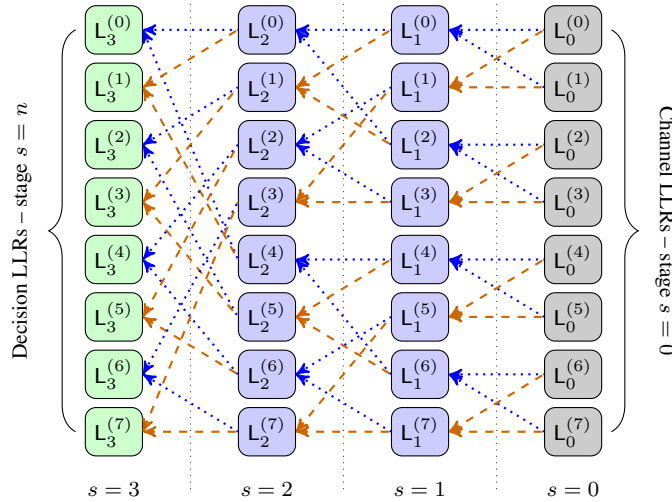 L₃⁽⁰⁾ L₂⁽⁰⁾ L₁⁽⁰⁾ L₀⁽⁰⁾
L₃⁽¹⁾ L₂⁽¹⁾ L₁⁽¹⁾ L₀⁽¹⁾
L₃⁽²⁾ L₂⁽²⁾ L₁⁽²⁾ L₀⁽²⁾
L₃⁽³⁾ L₂⁽³⁾ L₁⁽³⁾ L₀⁽³⁾
L₃⁽⁴⁾ L₂⁽⁴⁾ L₁⁽⁴⁾ L₀⁽⁴⁾
L₃⁽⁵⁾ L₂⁽⁵⁾ L₁⁽⁵⁾ L₀⁽⁵⁾
L₃⁽⁶⁾ L₂⁽⁶⁾ L₁⁽⁶⁾ L₀⁽⁶⁾
L₃⁽⁷⁾ L₂⁽⁷⁾ L₁⁽⁷⁾ L₀⁽⁷⁾
s = 3 s = 2 s = 1 s = 0
Decision LLRs – stage s = n
Channel LLRs – stage s = 0